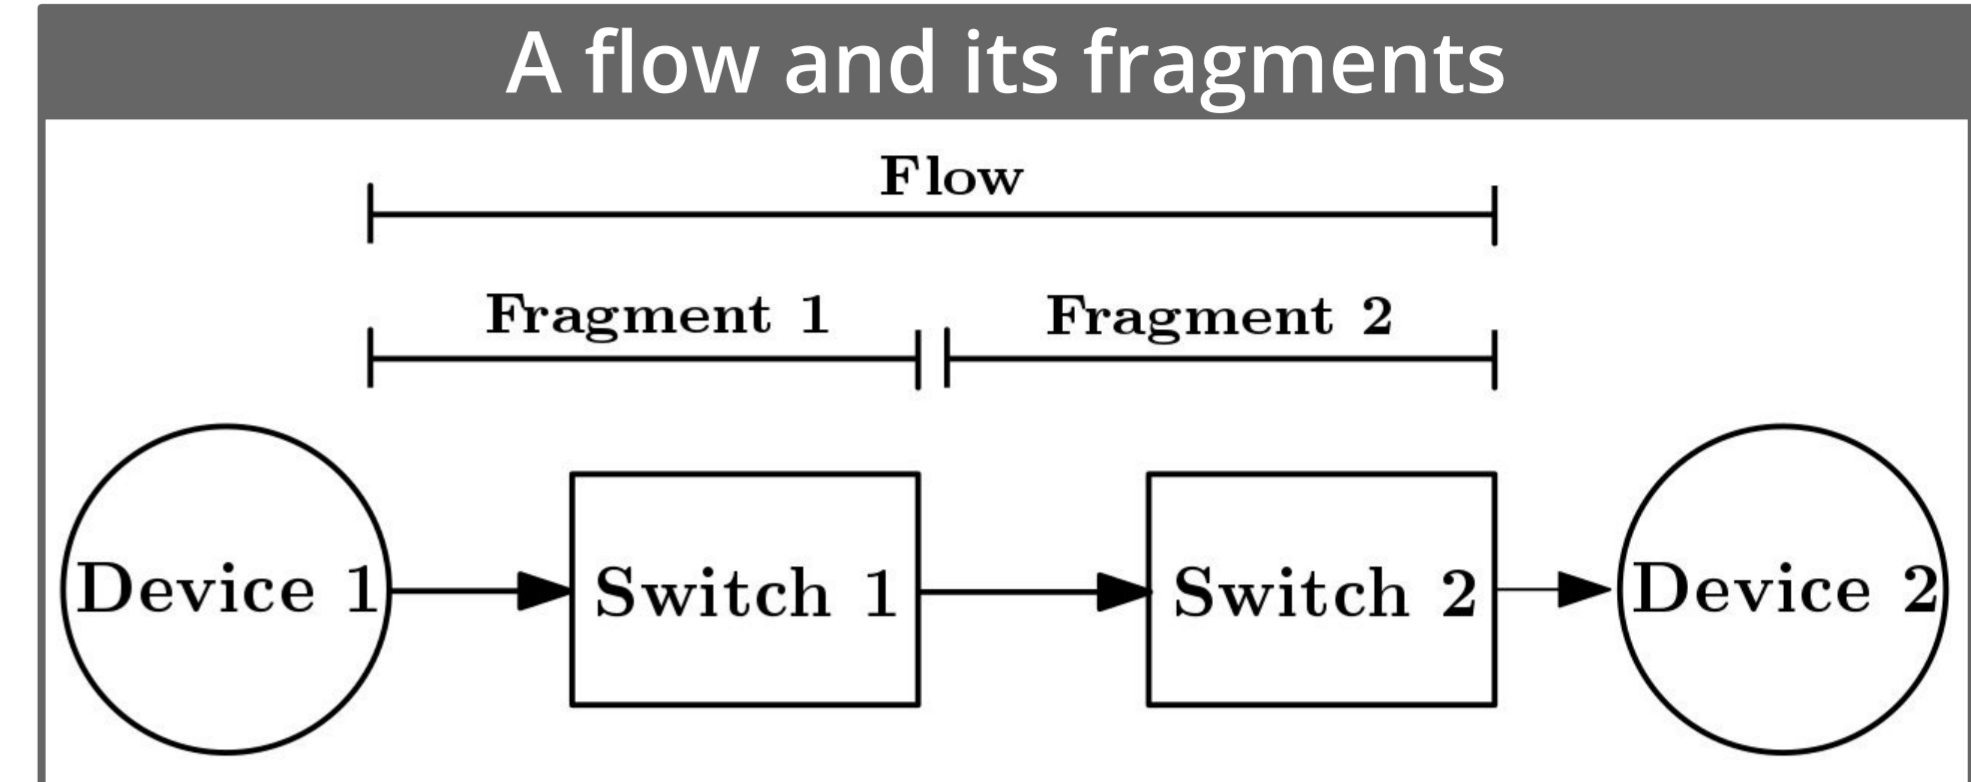 A flow and its fragments
Flow
Fragment 1
Fragment 2
Device 1
Switch 1
Switch 2
Device 2